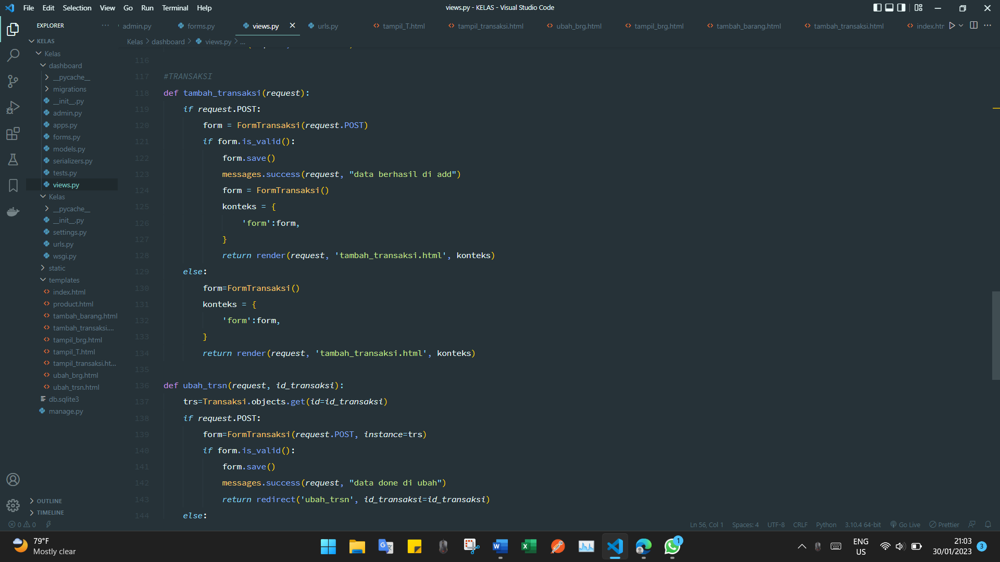 File Edit Selection View Go Run Terminal Help
views.py - KELAS - Visual Studio Code
EXPLORER
admin.py forms.py views.py urls.py tampil_T.html tampil_transaksi.html ubah_brg.html tampil_brg.html tambah_barang.html tambah_transaksi.html index.htm
KELAS
Kelas
dashboard
__pycache__
migrations
__init__.py
admin.py
apps.py
forms.py
models.py
serializers.py
tests.py
views.py
Kelas
__pycache__
__init__.py
settings.py
urls.py
wsgi.py
static
templates
index.html
product.html
tambah_barang.html
tambah_transaksi....
tampil_brg.html
tampil_T.html
tampil_transaksi.ht...
ubah_brg.html
ubah_trsn.html
db.sqlite3
manage.py
OUTLINE
TIMELINE
Kelas > dashboard > views.py > ...
116
117 #TRANSAKSI
118 def tambah_transaksi(request):
119 if request.POST:
120 form = FormTransaksi(request.POST)
121 if form.is_valid():
122 form.save()
123 messages.success(request, "data berhasil di add")
124 form = FormTransaksi()
125 konteks = {
126 'form':form,
127 }
128 return render(request, 'tambah_transaksi.html', konteks)
129 else:
130 form=FormTransaksi()
131 konteks = {
132 'form':form,
133 }
134 return render(request, 'tambah_transaksi.html', konteks)
135
136 def ubah_trsn(request, id_transaksi):
137 trs=Transaksi.objects.get(id=id_transaksi)
138 if request.POST:
139 form=FormTransaksi(request.POST, instance=trs)
140 if form.is_valid():
141 form.save()
142 messages.success(request, "data done di ubah")
143 return redirect('ubah_trsn', id_transaksi=id_transaksi)
144 else:
0 0
Ln 56, Col 1 Spaces: 4 UTF-8 CRLF Python 3.10.4 64-bit Go Live Prettier
79°F
Mostly clear
1
ENG
US
21:03
30/01/2023
3